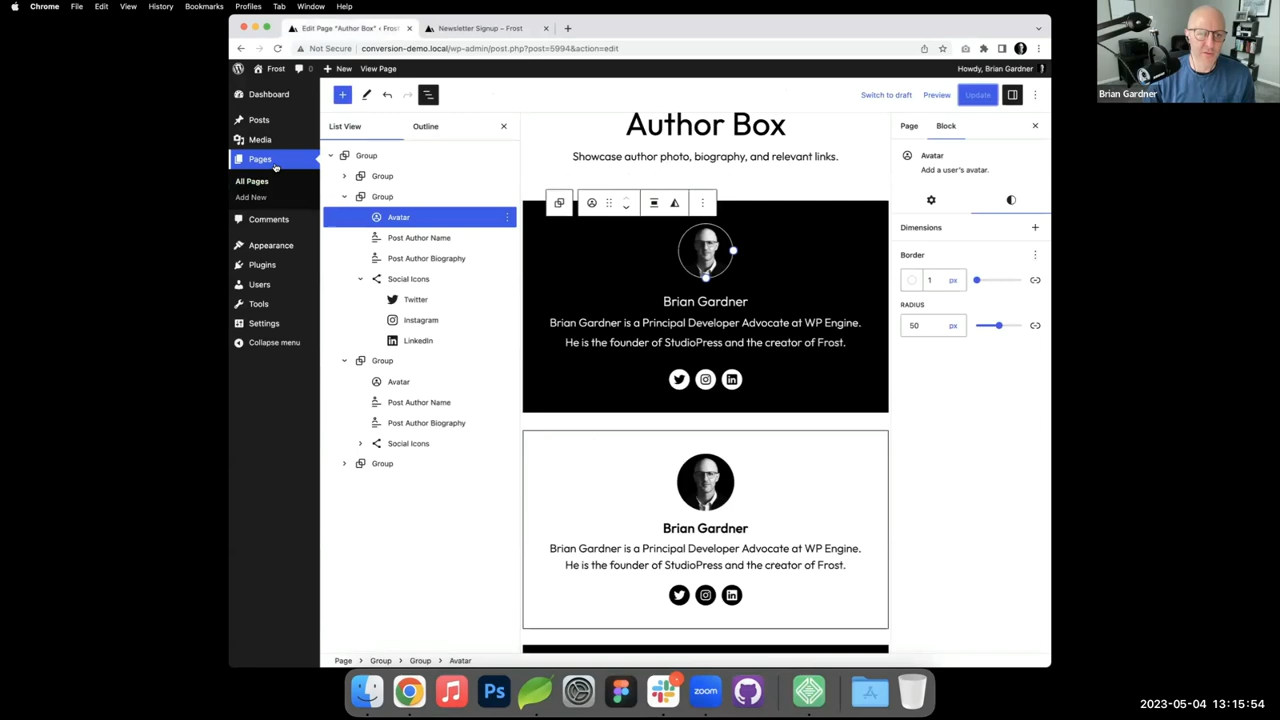 Chrome File Edit View History Bookmarks Profiles Tab Window Help
Edit Page "Author Box" ‹ Frost
Newsletter Signup – Frost
Not Secure conversion-demo.local/wp-admin/post.php?post=5994&action=edit
Frost 0 New View Page Howdy, Brian Gardner
Brian Gardner
Dashboard
Posts
Media
Pages
All Pages
Add New
Comments
Appearance
Plugins
Users
Tools
Settings
Collapse menu
Switch to draft Preview Update
List View Outline
Group
Group
Group
Avatar
Post Author Name
Post Author Biography
Social Icons
Twitter
Instagram
LinkedIn
Group
Avatar
Post Author Name
Post Author Biography
Social Icons
Group
Author Box
Showcase author photo, biography, and relevant links.
Brian Gardner
Brian Gardner is a Principal Developer Advocate at WP Engine.
He is the founder of StudioPress and the creator of Frost.
Brian Gardner
Brian Gardner is a Principal Developer Advocate at WP Engine.
He is the founder of StudioPress and the creator of Frost.
Page Block
Avatar
Add a user's avatar.
Dimensions
Border
1 px
RADIUS
50 px
Page Group Group Avatar
Ps
zoom
2023-05-04 13:15:54